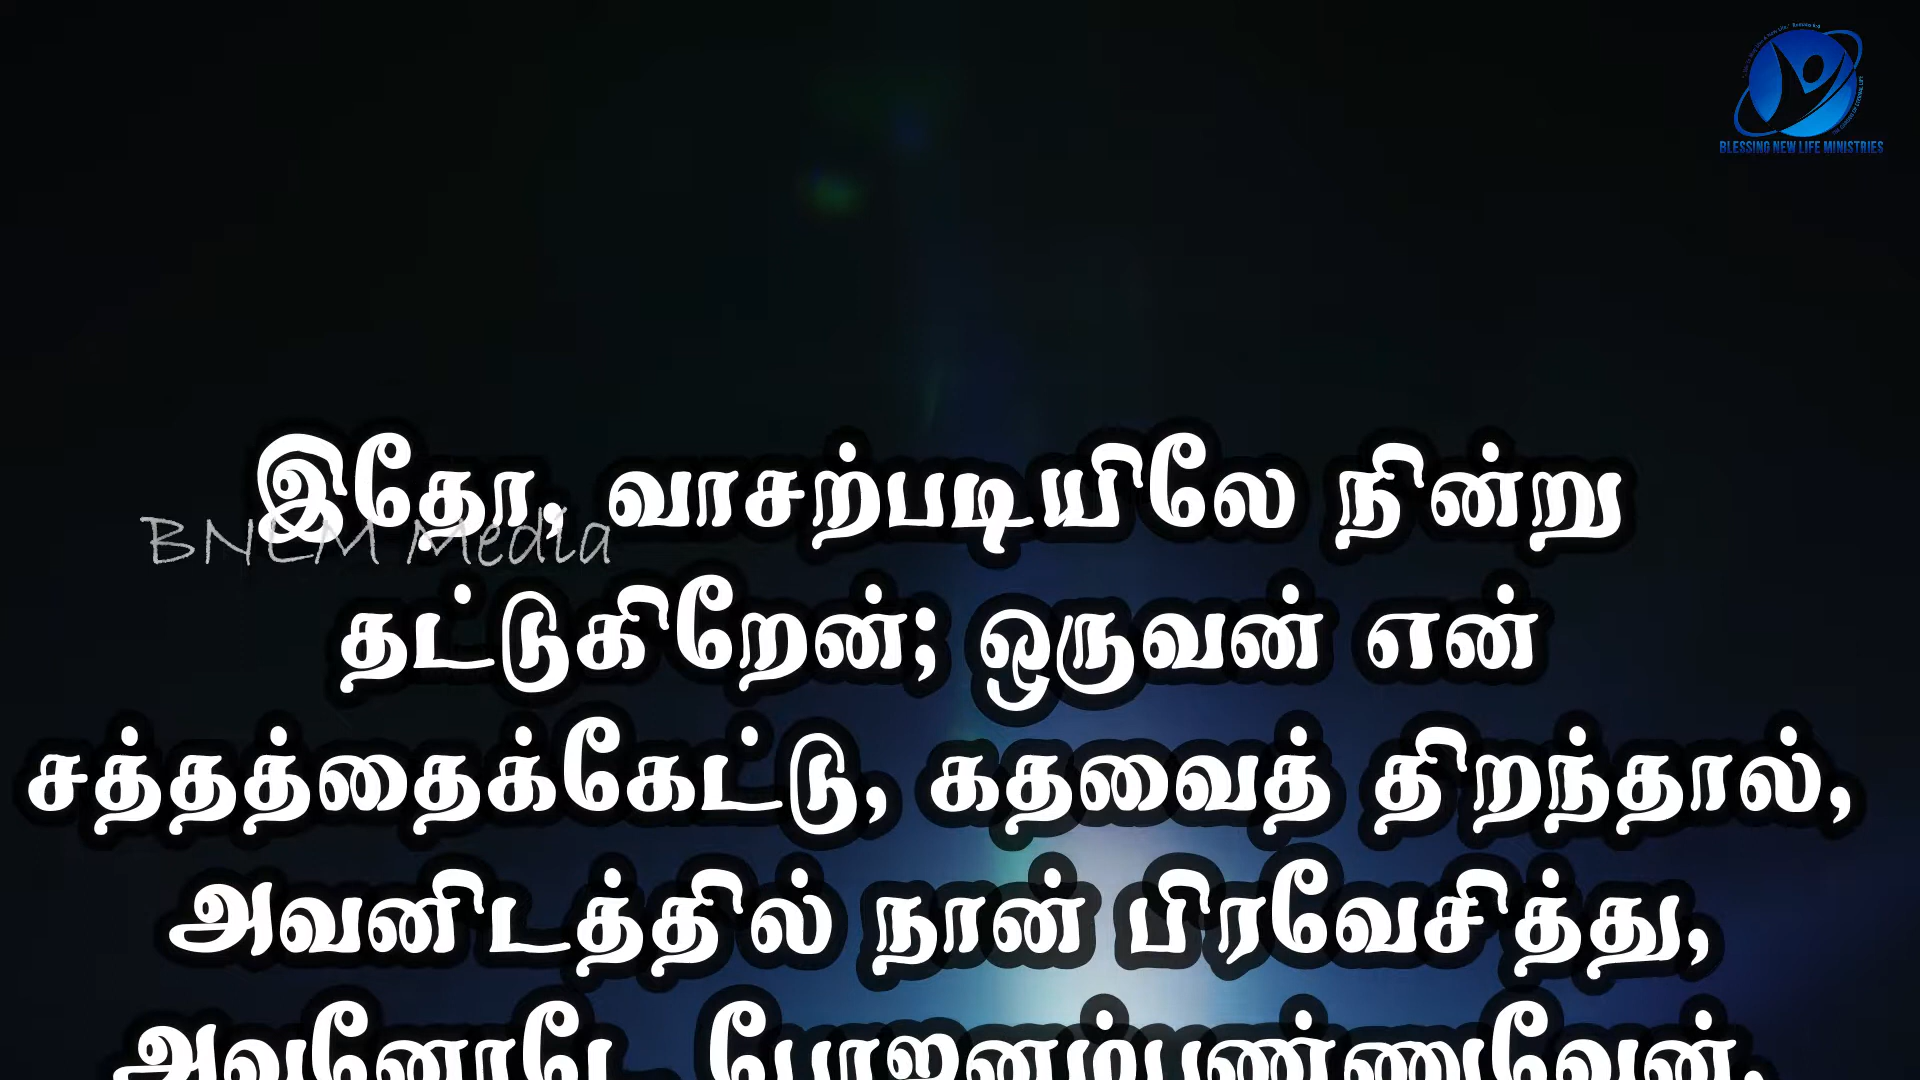 BLESSING NEW LIFE MINISTRIES
இதோ, வாசற்படியிலே நின்று
BNLM Media
தட்டுகிறேன்; ஒருவன் என்
சத்தத்தைக்கேட்டு, கதவைத் திறந்தால்,
அவனிடத்தில் நான் பிரவேசித்து,
அவனோடே போஜனம்பண்ணுவேன்,